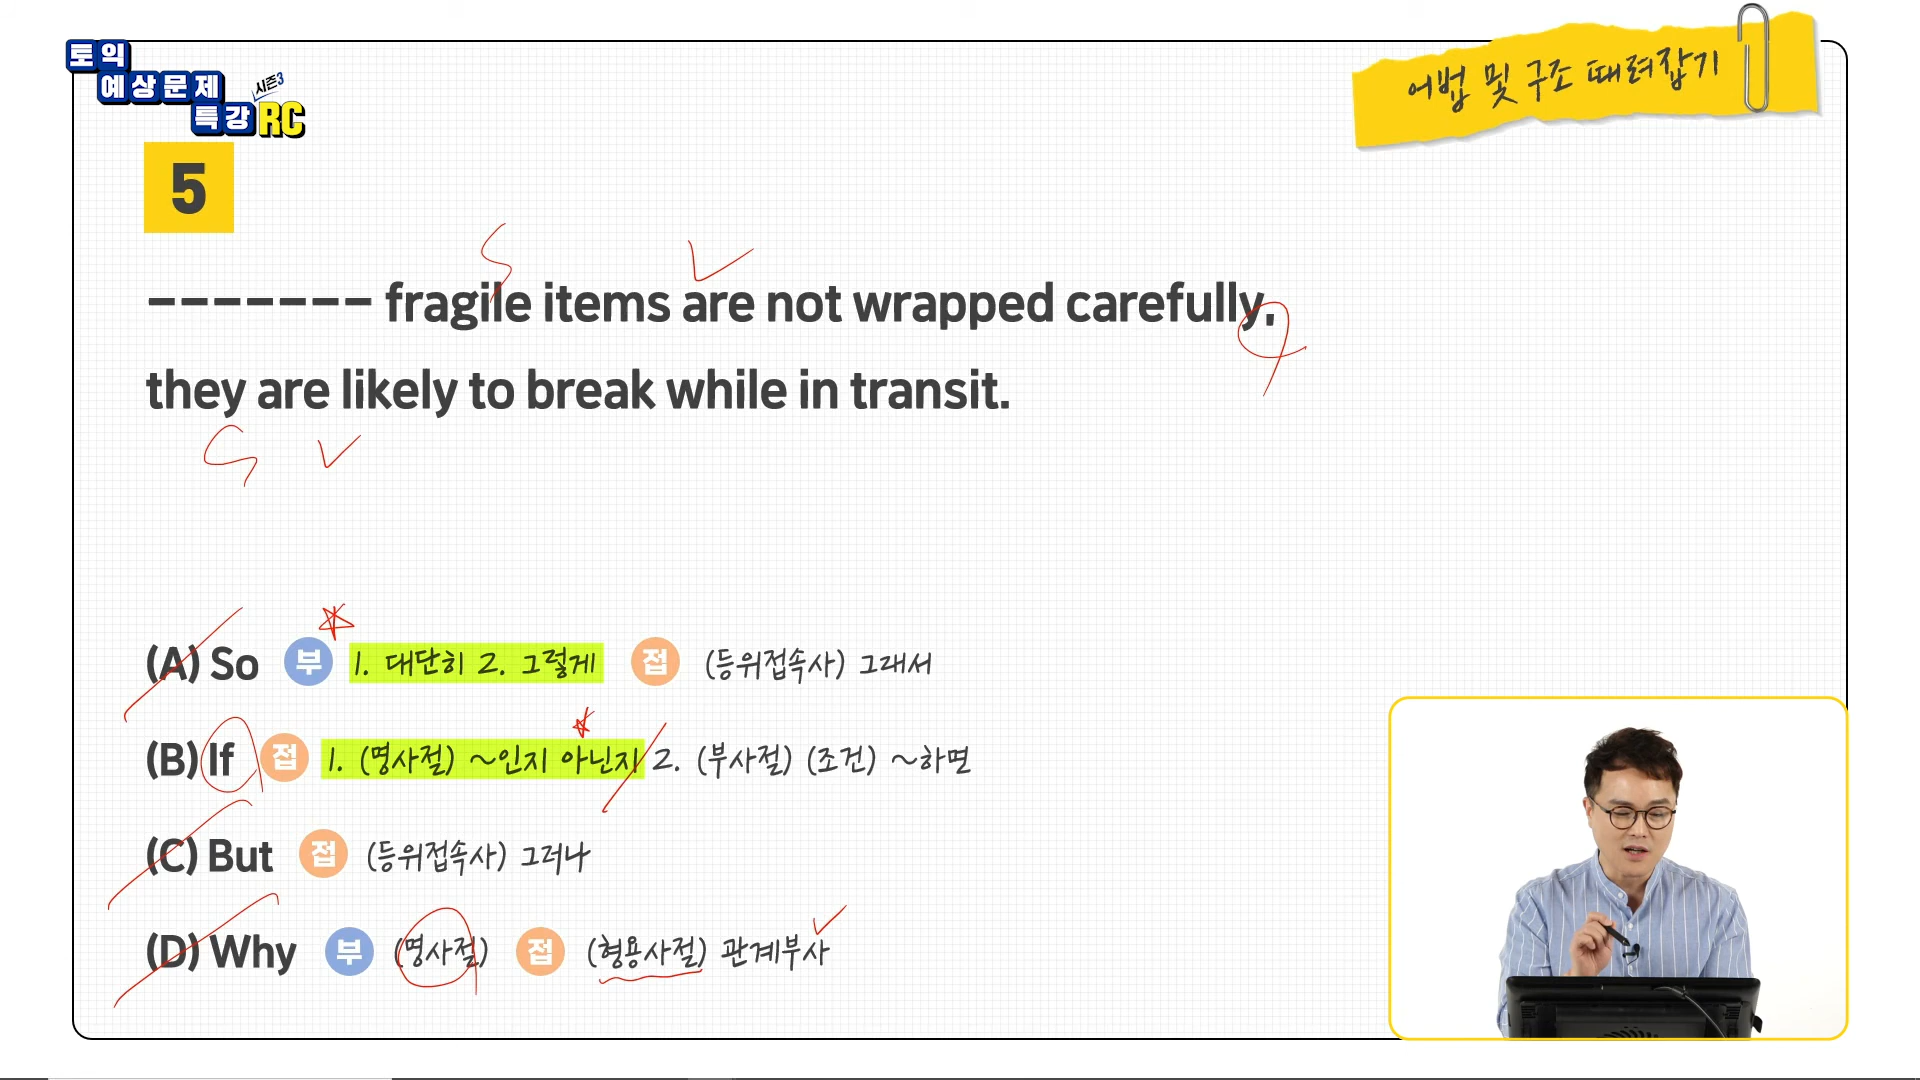 토익
예상문제
시즌3
특강 RC
어법 및 구조 때려잡기
5
------- fragile items are not wrapped carefully,
they are likely to break while in transit.
S V
S V
(A) So 부 1. 대단히 2. 그렇게 접 (등위접속사) 그래서
(B) If 접 1. (명사절) ~인지 아닌지 2. (부사절) (조건) ~하면
(C) But 접 (등위접속사) 그러나
(D) Why 부 (명사절) 접 (형용사절) 관계부사